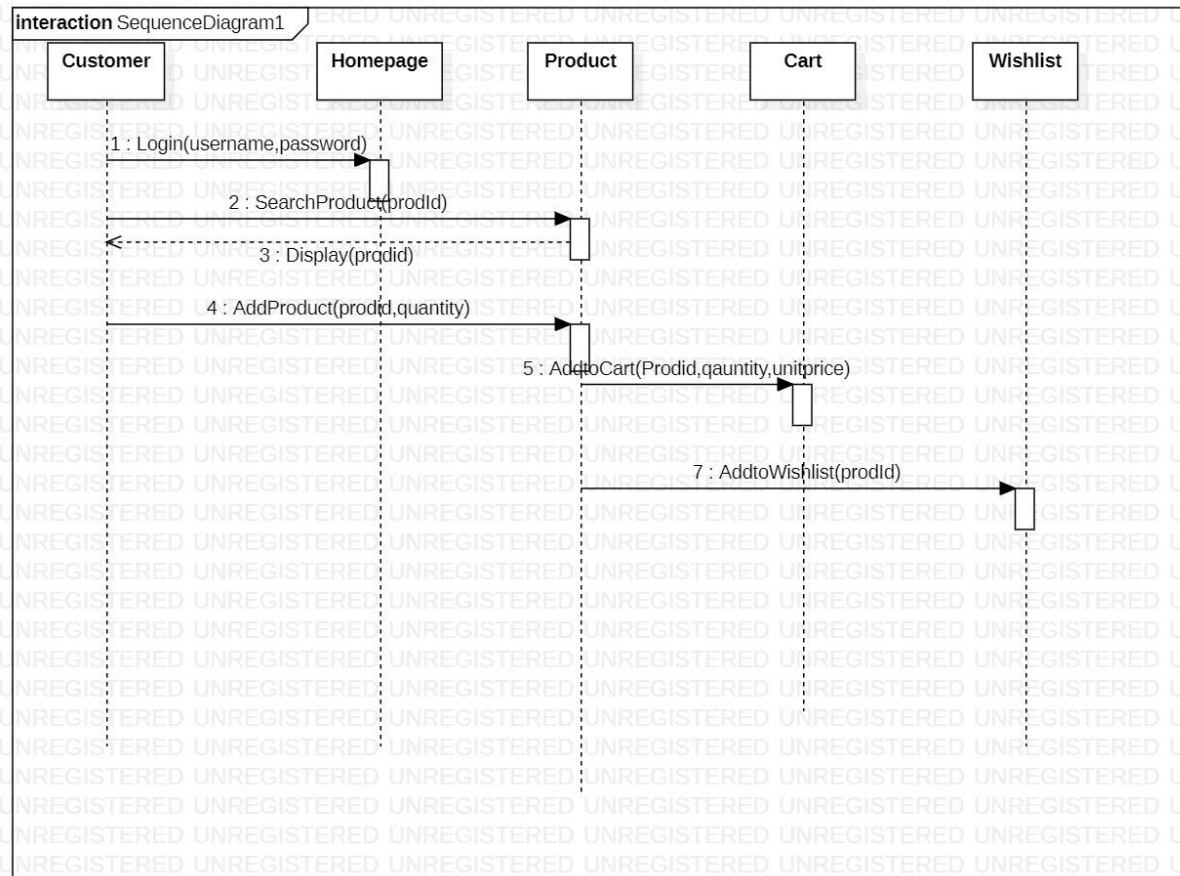 interaction SequenceDiagram1
Customer Homepage Product Cart Wishlist
1 : Login(username,password)
2 : SearchProduct(prodId)
3 : Display(prodid)
4 : AddProduct(prodid,quantity)
5 : AddtoCart(Prodid,qauntity,unitprice)
7 : AddtoWishlist(prodId)
UNREGISTERED